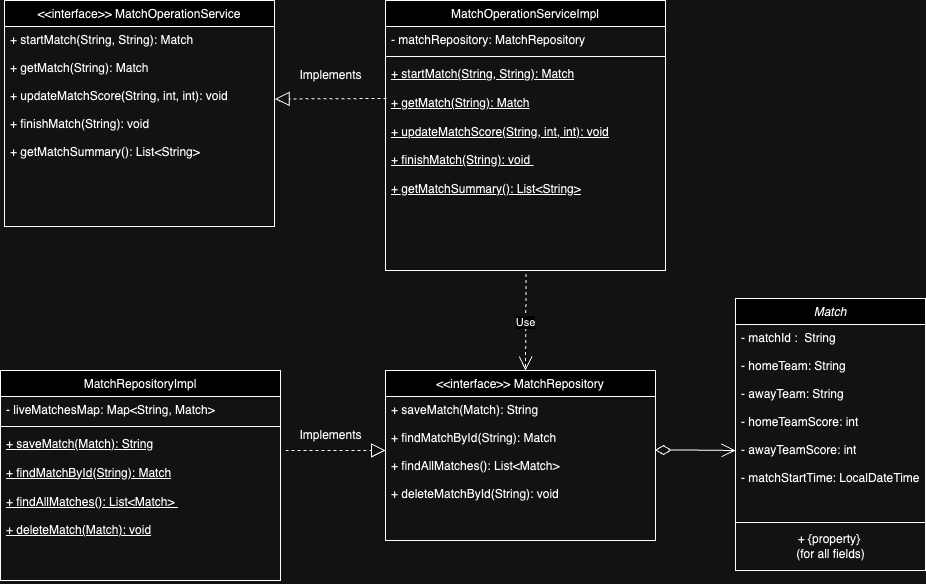 <<interface>> MatchOperationService
+ startMatch(String, String): Match
+ getMatch(String): Match
+ updateMatchScore(String, int, int): void
+ finishMatch(String): void
+ getMatchSummary(): List<String>
Implements
MatchOperationServiceImpl
- matchRepository: MatchRepository
+ startMatch(String, String): Match
+ getMatch(String): Match
+ updateMatchScore(String, int, int): void
+ finishMatch(String): void
+ getMatchSummary(): List<String>
Use
MatchRepositoryImpl
- liveMatchesMap: Map<String, Match>
+ saveMatch(Match): String
+ findMatchById(String): Match
+ findAllMatches(): List<Match>
+ deleteMatch(Match): void
Implements
<<interface>> MatchRepository
+ saveMatch(Match): String
+ findMatchById(String): Match
+ findAllMatches(): List<Match>
+ deleteMatchById(String): void
Match
- matchId : String
- homeTeam: String
- awayTeam: String
- homeTeamScore: int
- awayTeamScore: int
- matchStartTime: LocalDateTime
+ {property}
(for all fields)